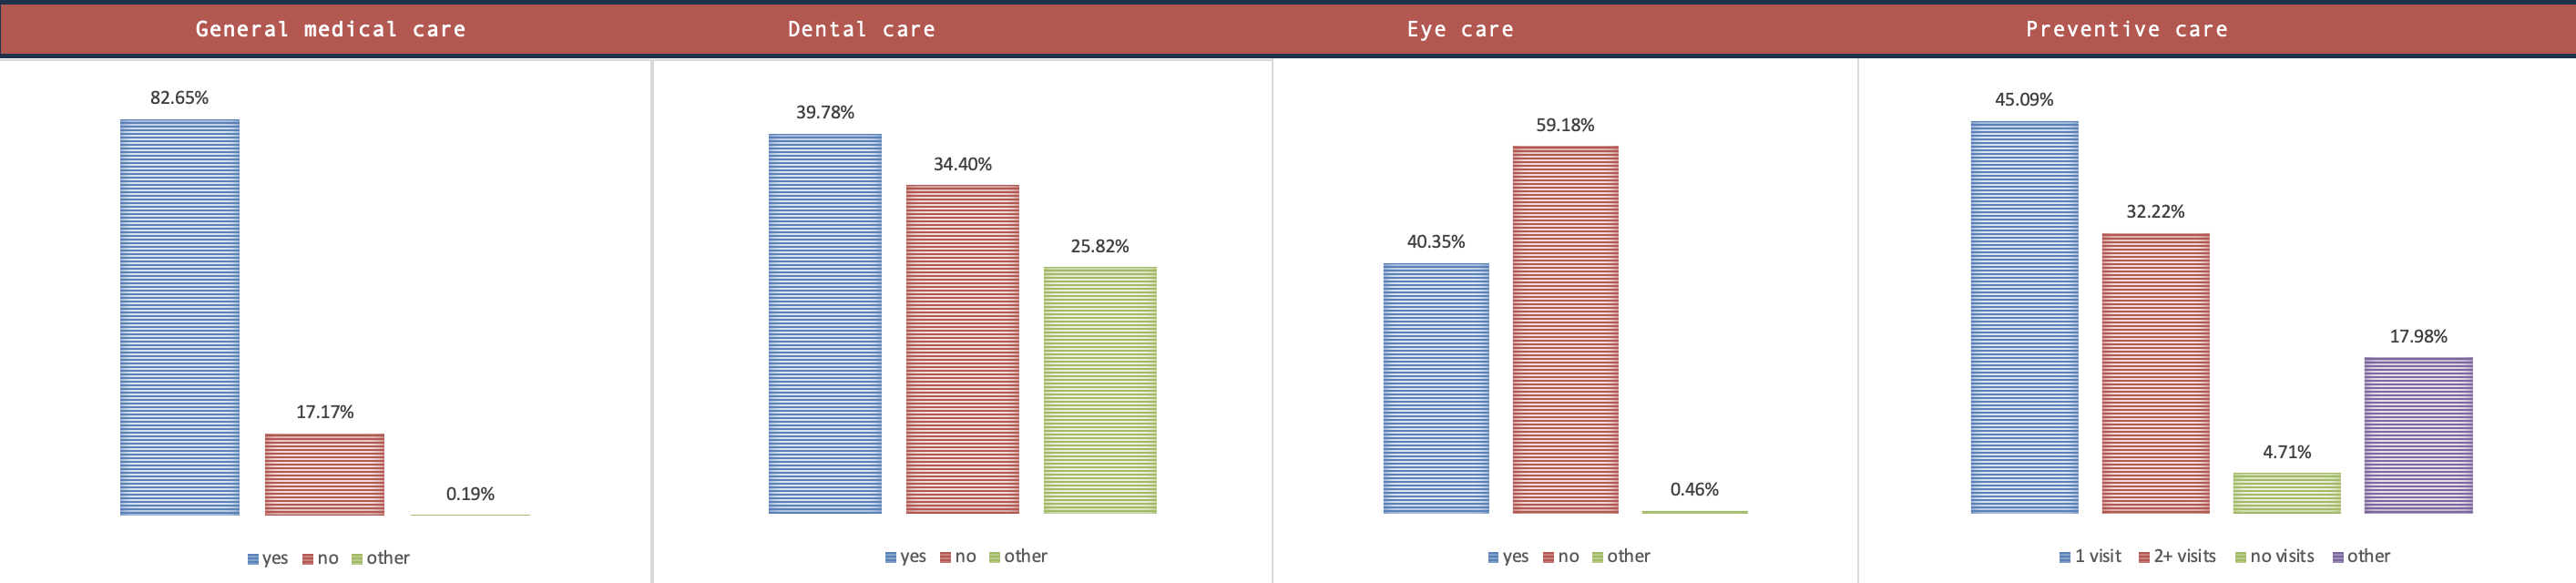 General medical care
Dental care
Eye care
Preventive care
82.65%
17.17%
0.19%
yes no other
39.78%
34.40%
25.82%
yes no other
40.35%
59.18%
0.46%
yes no other
45.09%
32.22%
4.71%
17.98%
1 visit 2+ visits no visits other